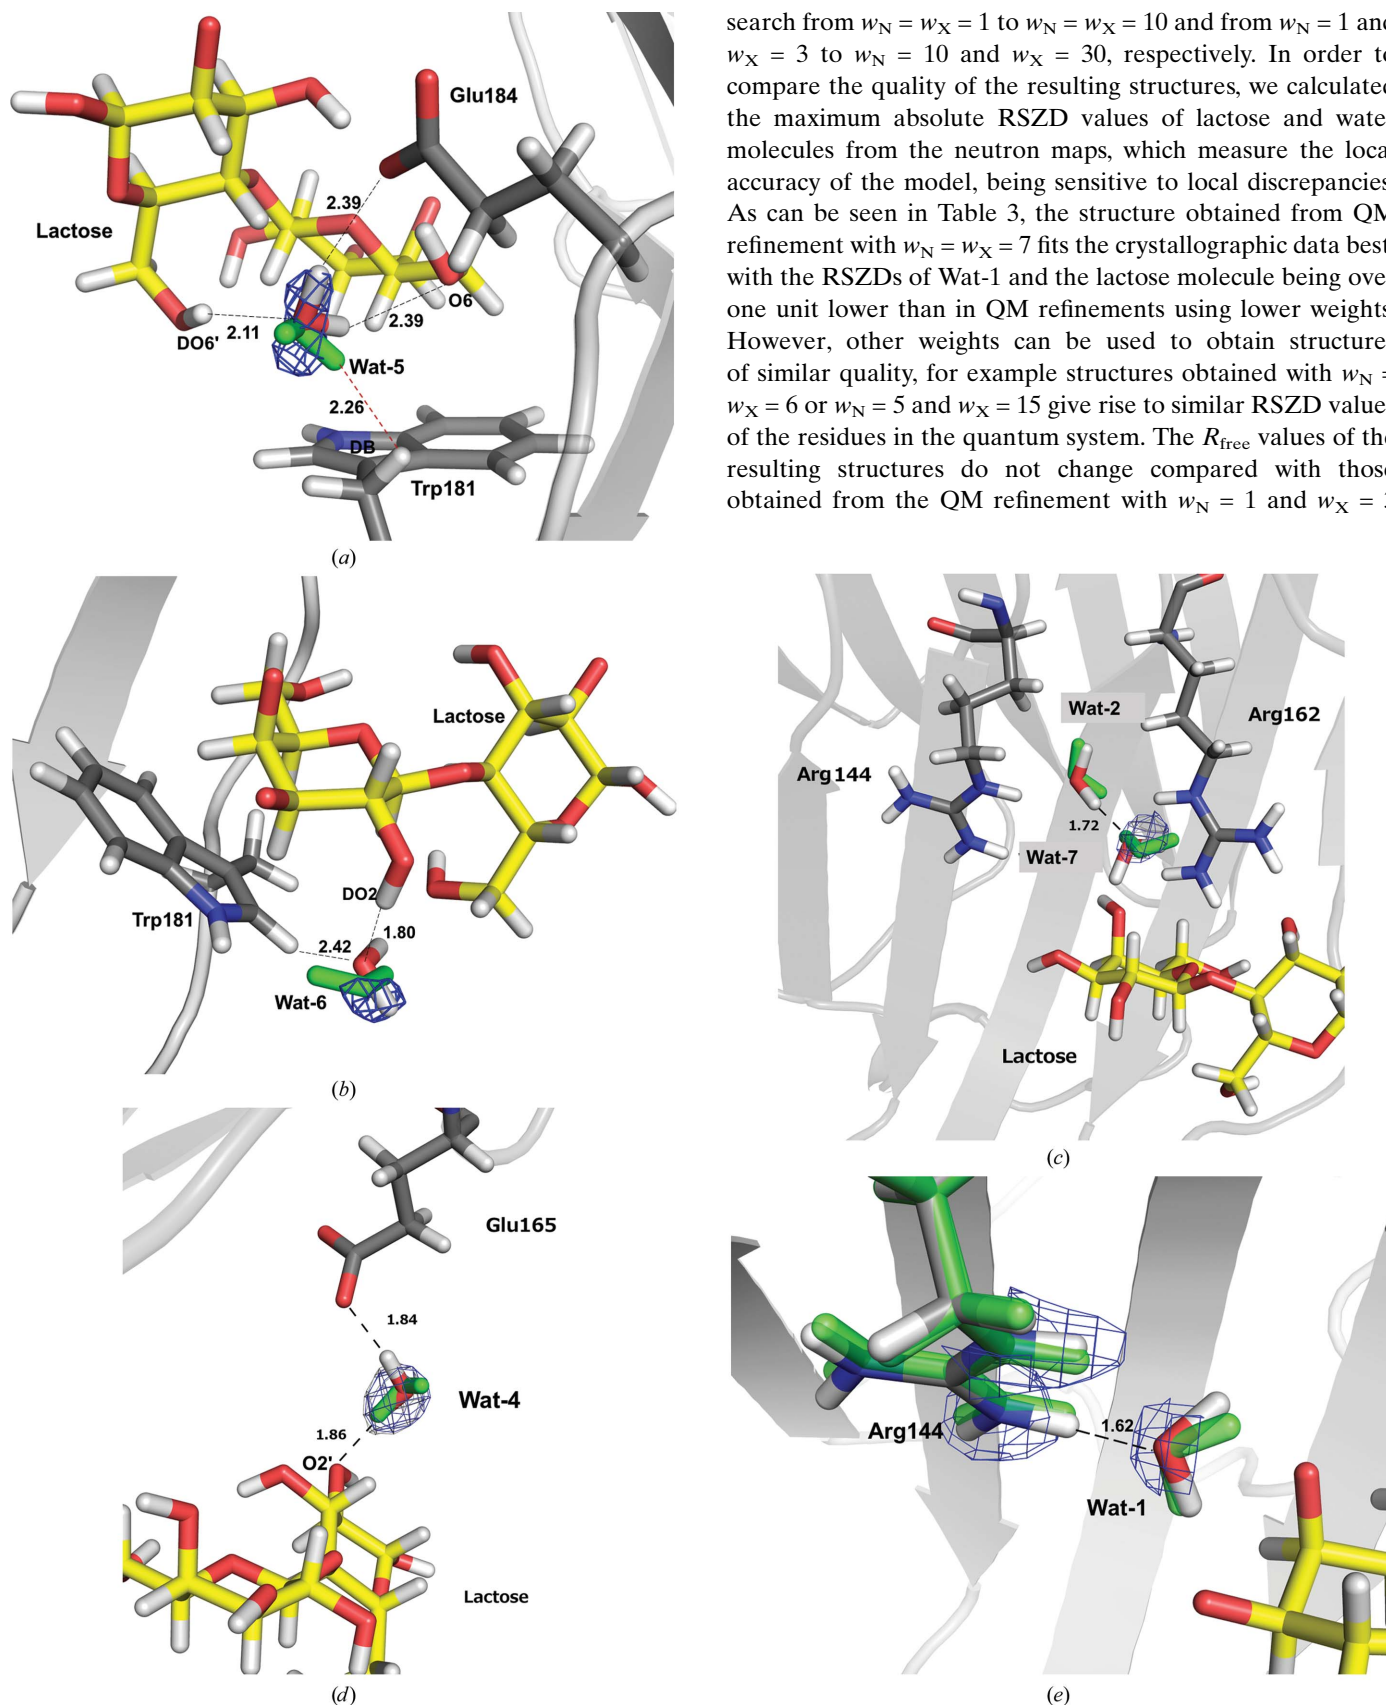 search from wN = wX = 1 to wN = wX = 10 and from wN = 1 and
wX = 3 to wN = 10 and wX = 30, respectively. In order to
compare the quality of the resulting structures, we calculated
the maximum absolute RSZD values of lactose and wate
molecules from the neutron maps, which measure the loca
accuracy of the model, being sensitive to local discrepancies
As can be seen in Table 3, the structure obtained from QM
refinement with wN = wX = 7 fits the crystallographic data best
with the RSZDs of Wat-1 and the lactose molecule being ove
one unit lower than in QM refinements using lower weights
However, other weights can be used to obtain structure
of similar quality, for example structures obtained with wN =
wX = 6 or wN = 5 and wX = 15 give rise to similar RSZD value
of the residues in the quantum system. The Rfree values of the
resulting structures do not change compared with those
obtained from the QM refinement with wN = 1 and wX = 3
Glu184
2.39
Lactose
O6
2.11
2.39
DO6'
Wat-5
2.26
DB
Trp181
(a)
Lactose
DO2
Trp181
1.80
2.42
Wat-6
(b)
Wat-2
Arg162
Arg144
1.72
Wat-7
Lactose
(c)
Glu165
1.84
Wat-4
1.86
O2'
Lactose
(d)
Arg144
1.62
Wat-1
(e)